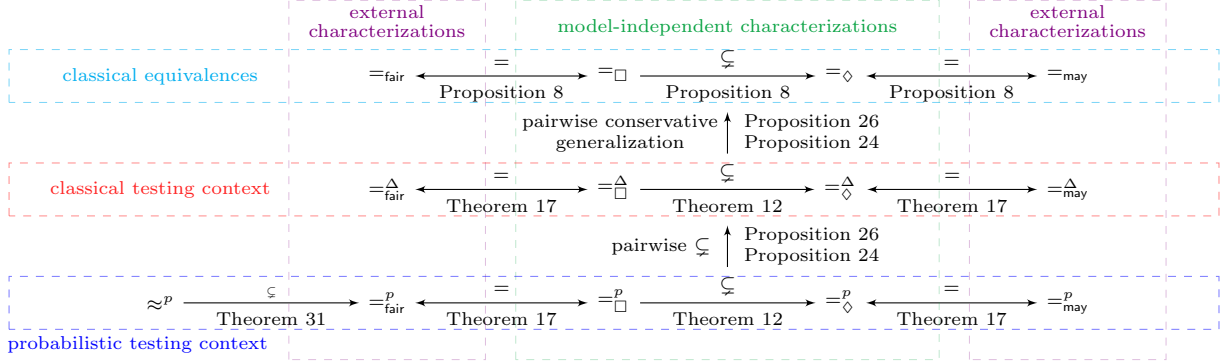 external
characterizations
model-independent characterizations
external
characterizations
classical equivalences
=fair = =□ ⊊ =◊ = =may
Proposition 8 Proposition 8 Proposition 8
pairwise conservative
generalization
Proposition 26
Proposition 24
classical testing context
=Δfair = =Δ□ ⊊ =Δ◊ = =Δmay
Theorem 17 Theorem 12 Theorem 17
pairwise ⊊
Proposition 26
Proposition 24
≈p ⊊ =pfair = =p□ ⊊ =p◊ = =pmay
Theorem 31 Theorem 17 Theorem 12 Theorem 17
probabilistic testing context